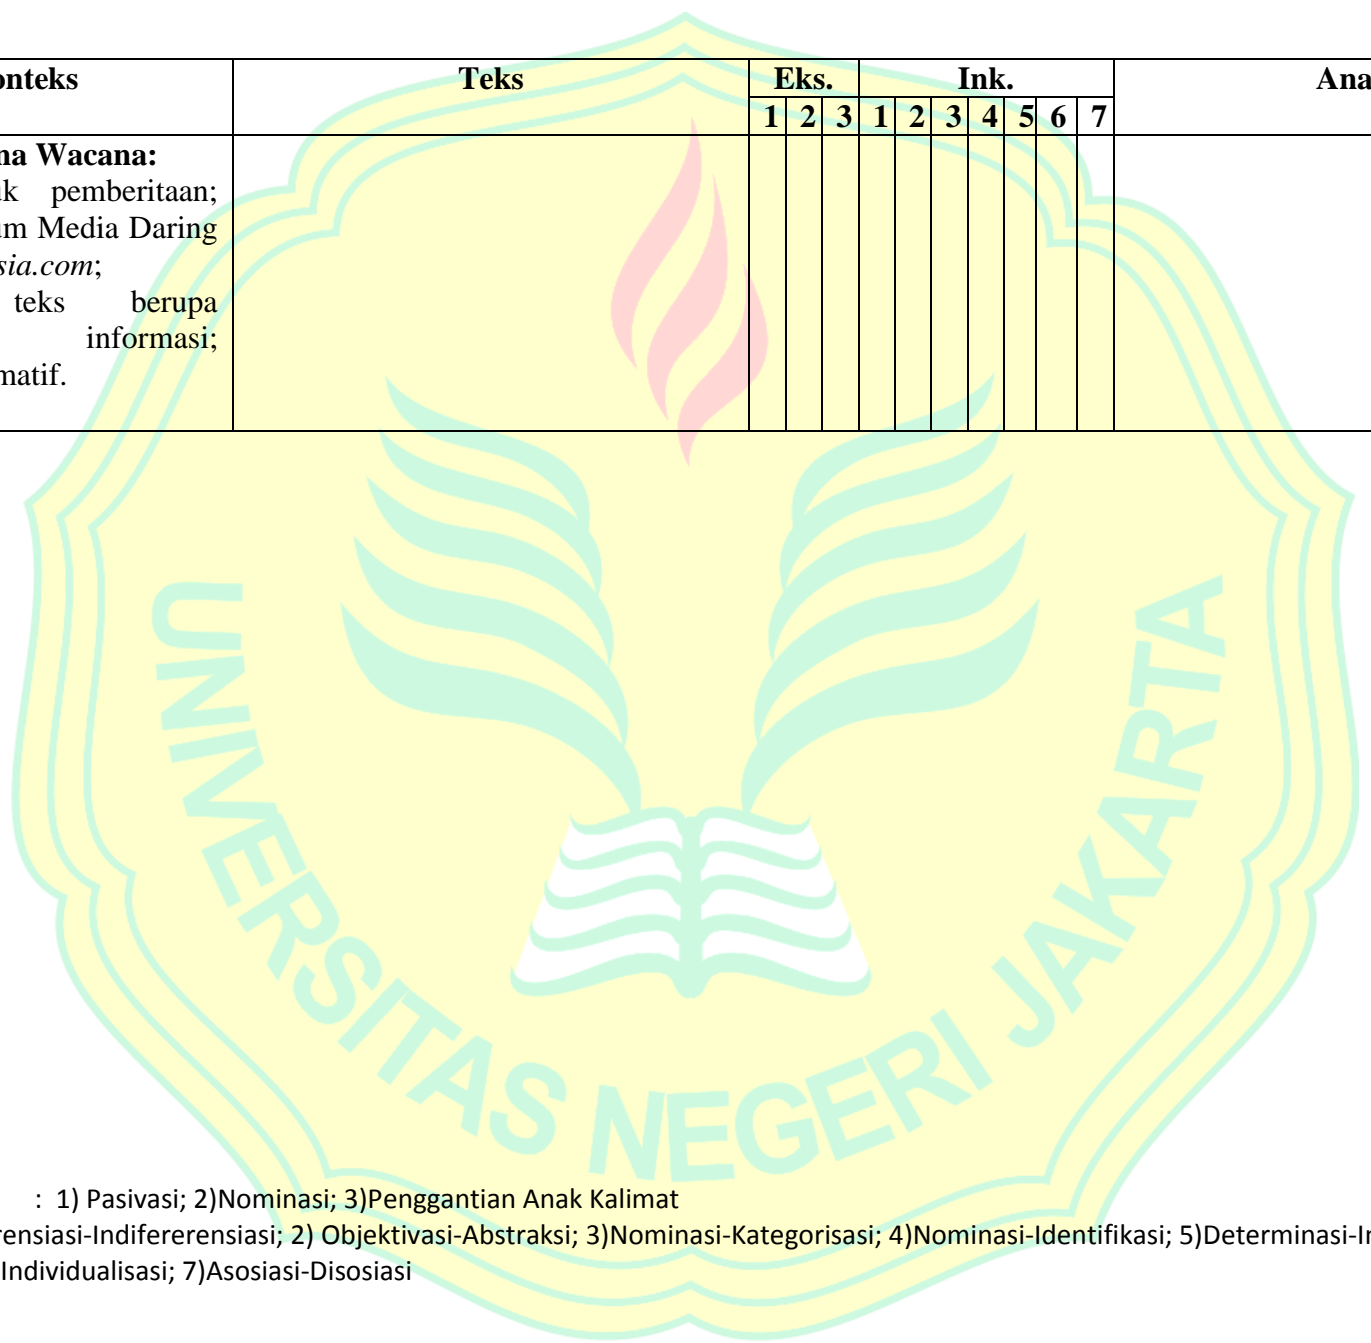 onteks Teks Eks. Ink. Ana
1 2 3 1 2 3 4 5 6 7
na Wacana:
uk pemberitaan;
um Media Daring
sia.com;
teks berupa
informasi;
matif.
UNIVERSITAS NEGERI JAKARTA
: 1) Pasivasi; 2)Nominasi; 3)Penggantian Anak Kalimat
rensiasi-Indifererensiasi; 2) Objektivasi-Abstraksi; 3)Nominasi-Kategorisasi; 4)Nominasi-Identifikasi; 5)Determinasi-In
Individualisasi; 7)Asosiasi-Disosiasi